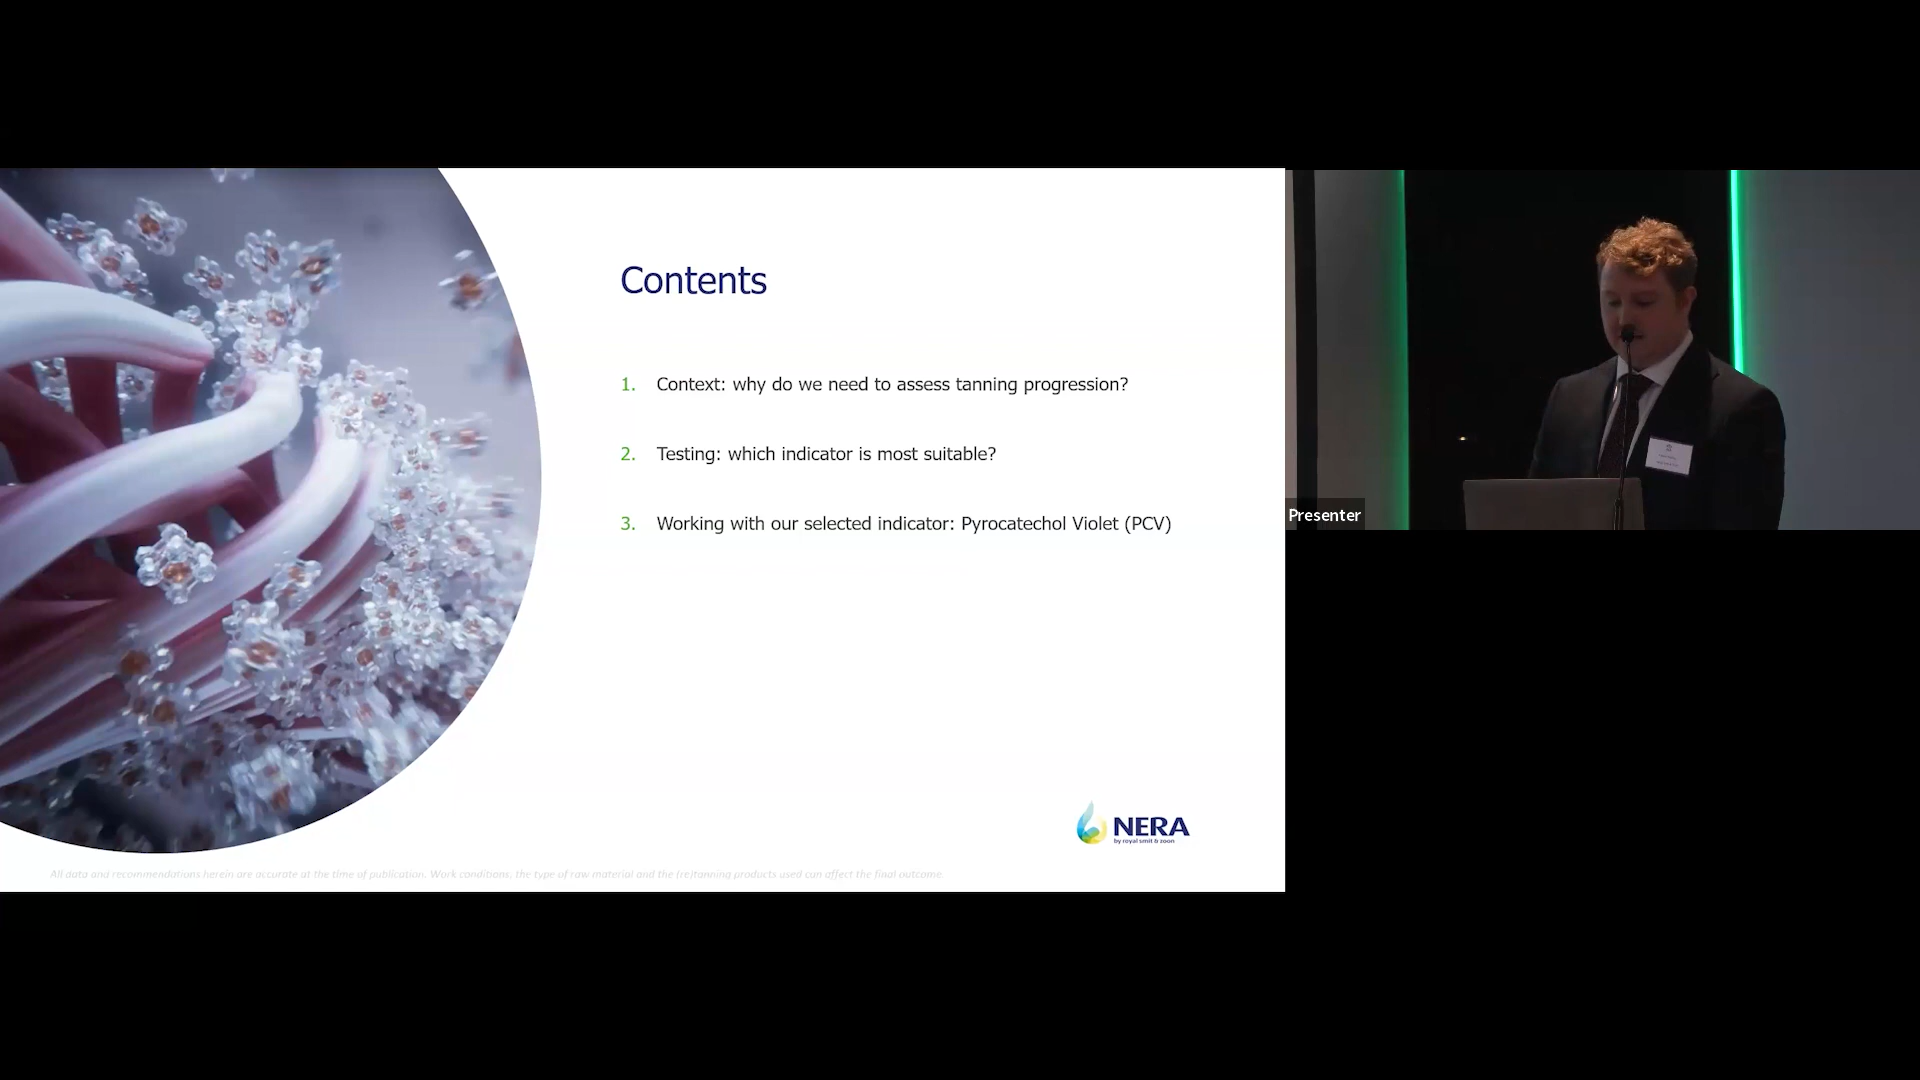 Contents
1. Context: why do we need to assess tanning progression?
2. Testing: which indicator is most suitable?
3. Working with our selected indicator: Pyrocatechol Violet (PCV)
Presenter
NERA
by royal smit & zoon
All data and recommendations herein are accurate at the time of publication. Work conditions, the type of raw material and the (re)tanning products used can affect the final outcome.